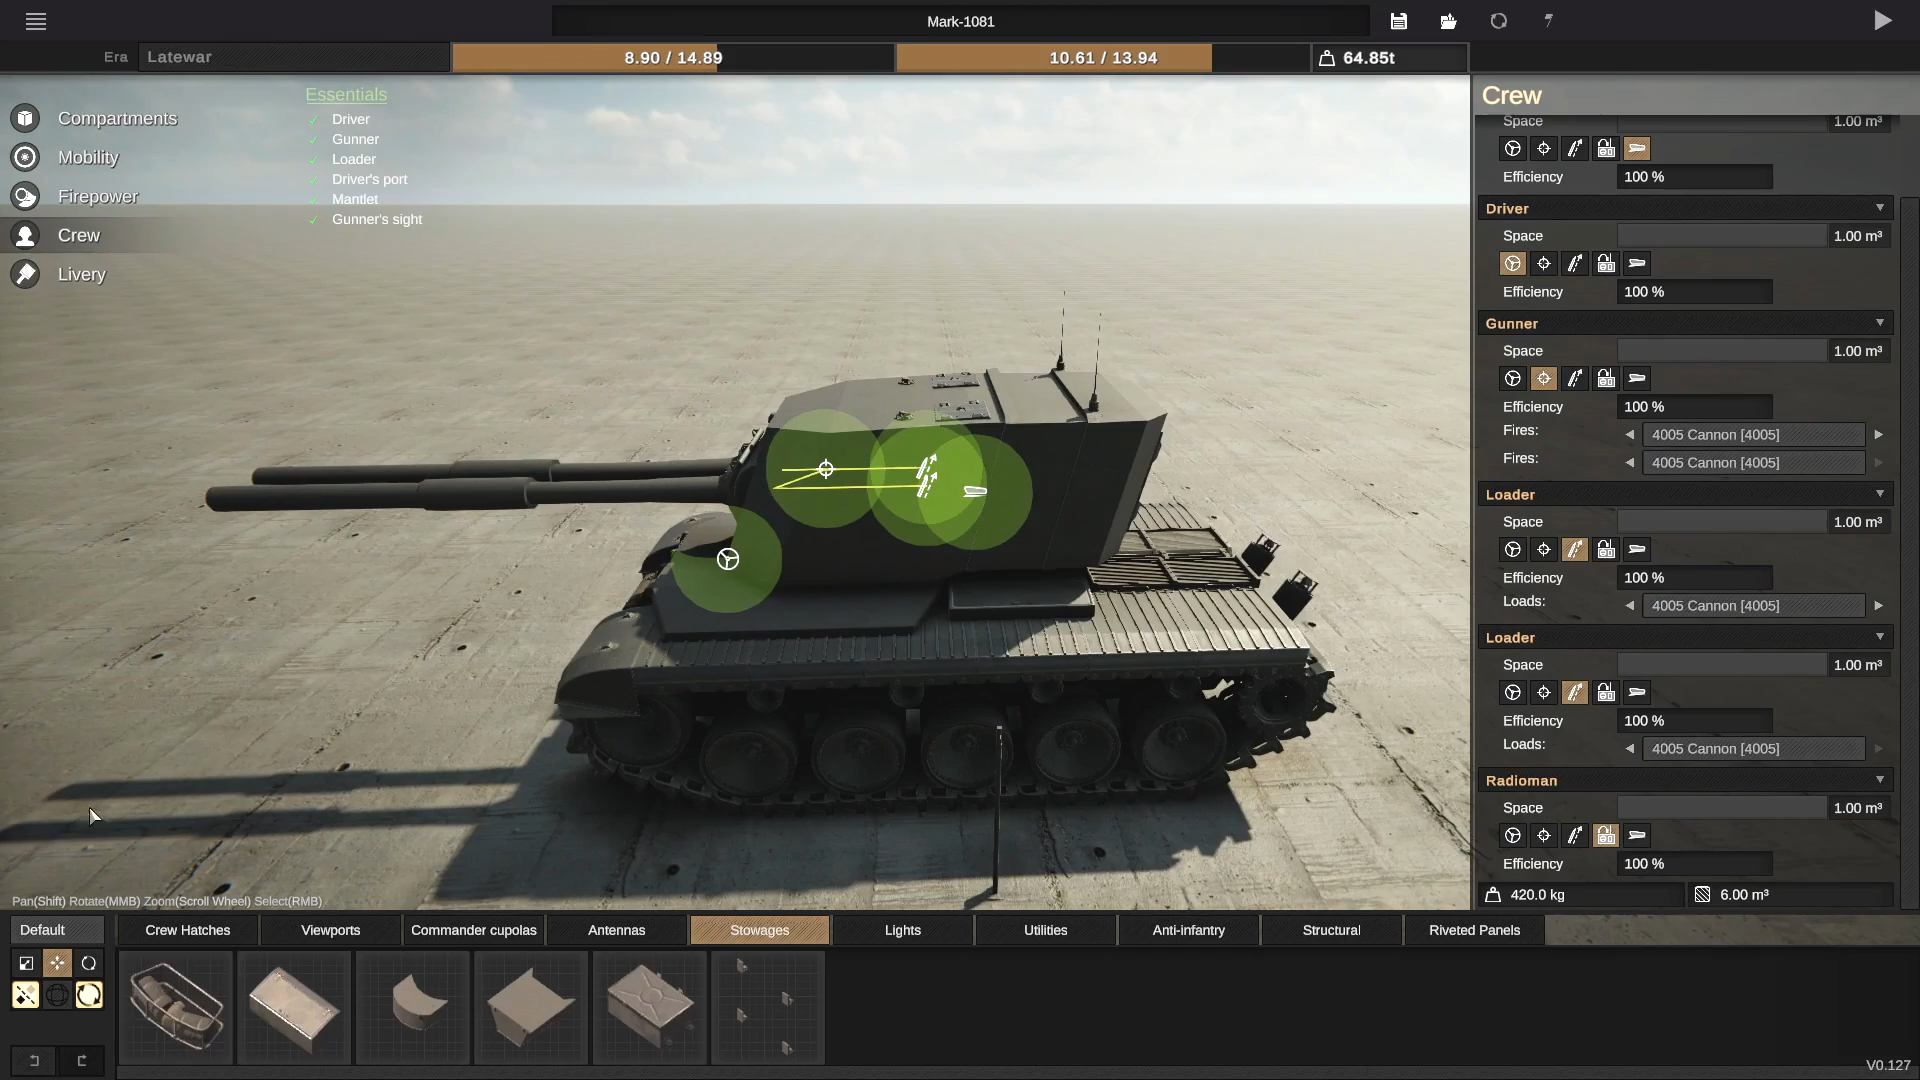 Mark-1081
Era Latewar 8.90 / 14.89 10.61 / 13.94 64.85t
Compartments
Mobility
Firepower
Crew
Livery
Essentials
Driver
Gunner
Loader
Driver's port
Mantlet
Gunner's sight
Crew
Space 1.00 m³
Efficiency 100 %
Driver
Space 1.00 m³
Efficiency 100 %
Gunner
Space 1.00 m³
Efficiency 100 %
Fires: 4005 Cannon [4005]
Fires: 4005 Cannon [4005]
Loader
Space 1.00 m³
Efficiency 100 %
Loads: 4005 Cannon [4005]
Loader
Space 1.00 m³
Efficiency 100 %
Loads: 4005 Cannon [4005]
Radioman
Space 1.00 m³
Efficiency 100 %
420.0 kg 6.00 m³
Pan(Shift) Rotate(MMB) Zoom(Scroll Wheel) Select(RMB)
Default Crew Hatches Viewports Commander cupolas Antennas Stowages Lights Utilities Anti-infantry Structural Riveted Panels
V0.127